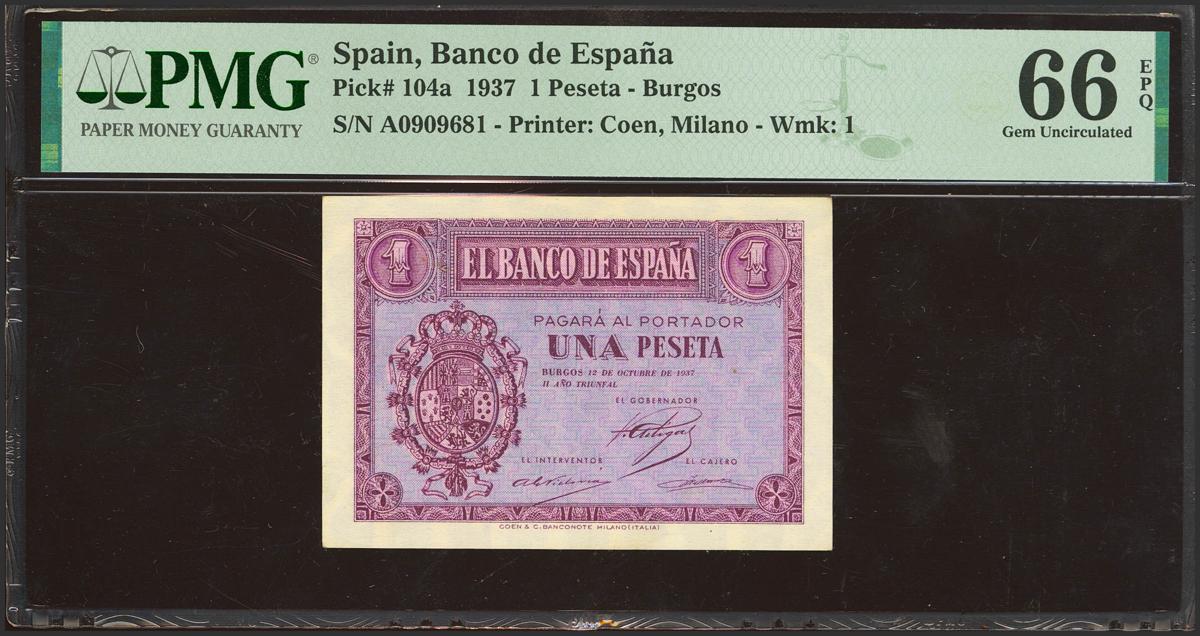 PMG®
PAPER MONEY GUARANTY
Spain, Banco de España
Pick# 104a 1937 1 Peseta - Burgos
S/N A0909681 - Printer: Coen, Milano - Wmk: 1
66
EPQ
Gem Uncirculated
1 EL BANCO DE ESPAÑA 1
PAGARÁ AL PORTADOR
UNA PESETA
BURGOS 12 DE OCTUBRE DE 1937
II AÑO TRIUNFAL
EL GOBERNADOR
EL INTERVENTOR EL CAJERO
COEN & C. BANCONOTE MILANO (ITALIA)